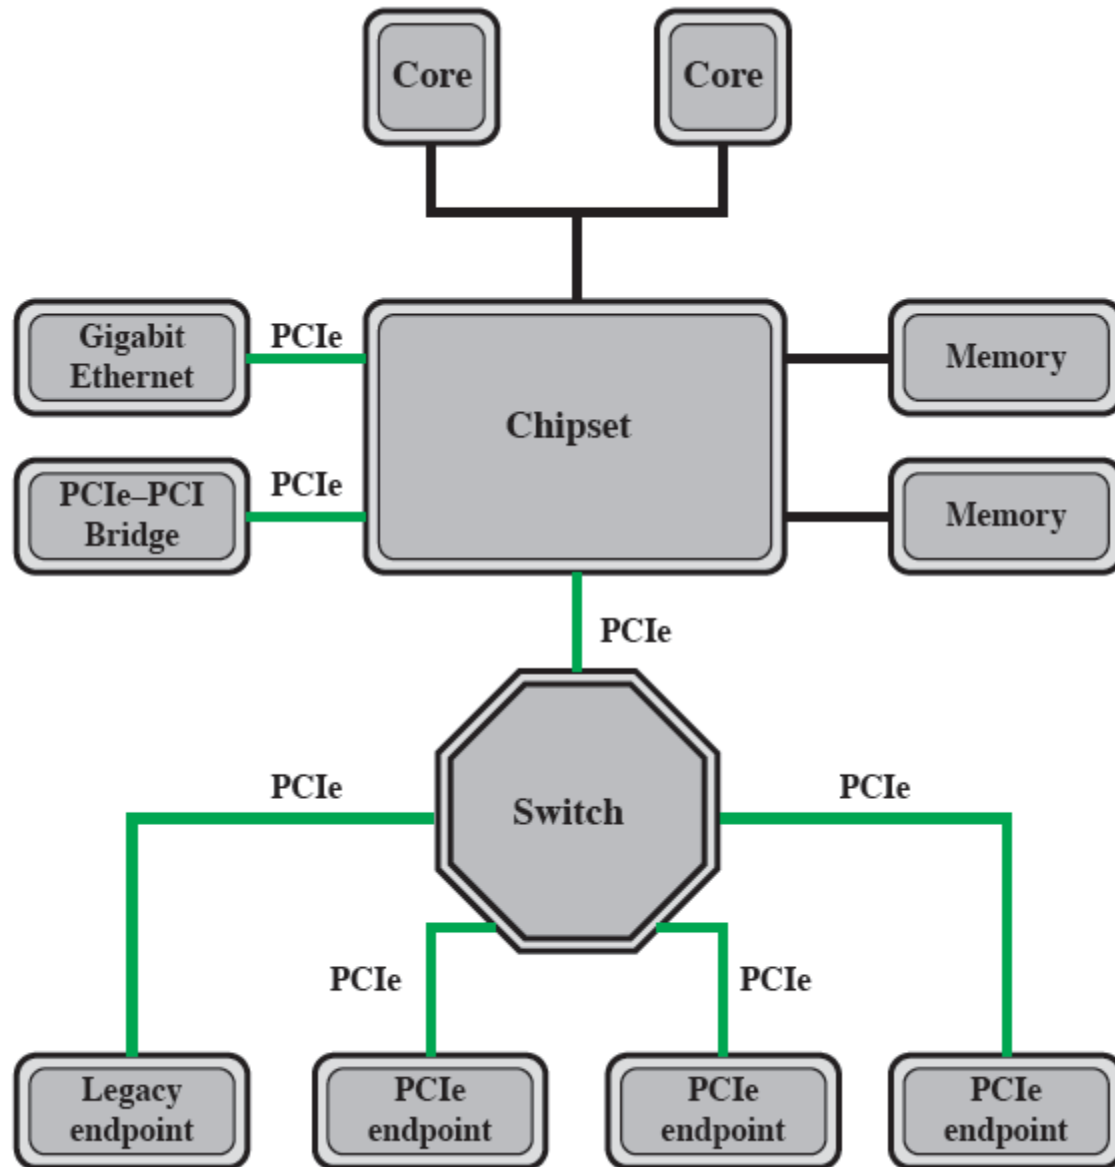 Core
Core
Gigabit
Ethernet
PCIe
Chipset
Memory
PCIe–PCI
Bridge
PCIe
Memory
PCIe
PCIe
Switch
PCIe
PCIe
PCIe
Legacy
endpoint
PCIe
endpoint
PCIe
endpoint
PCIe
endpoint